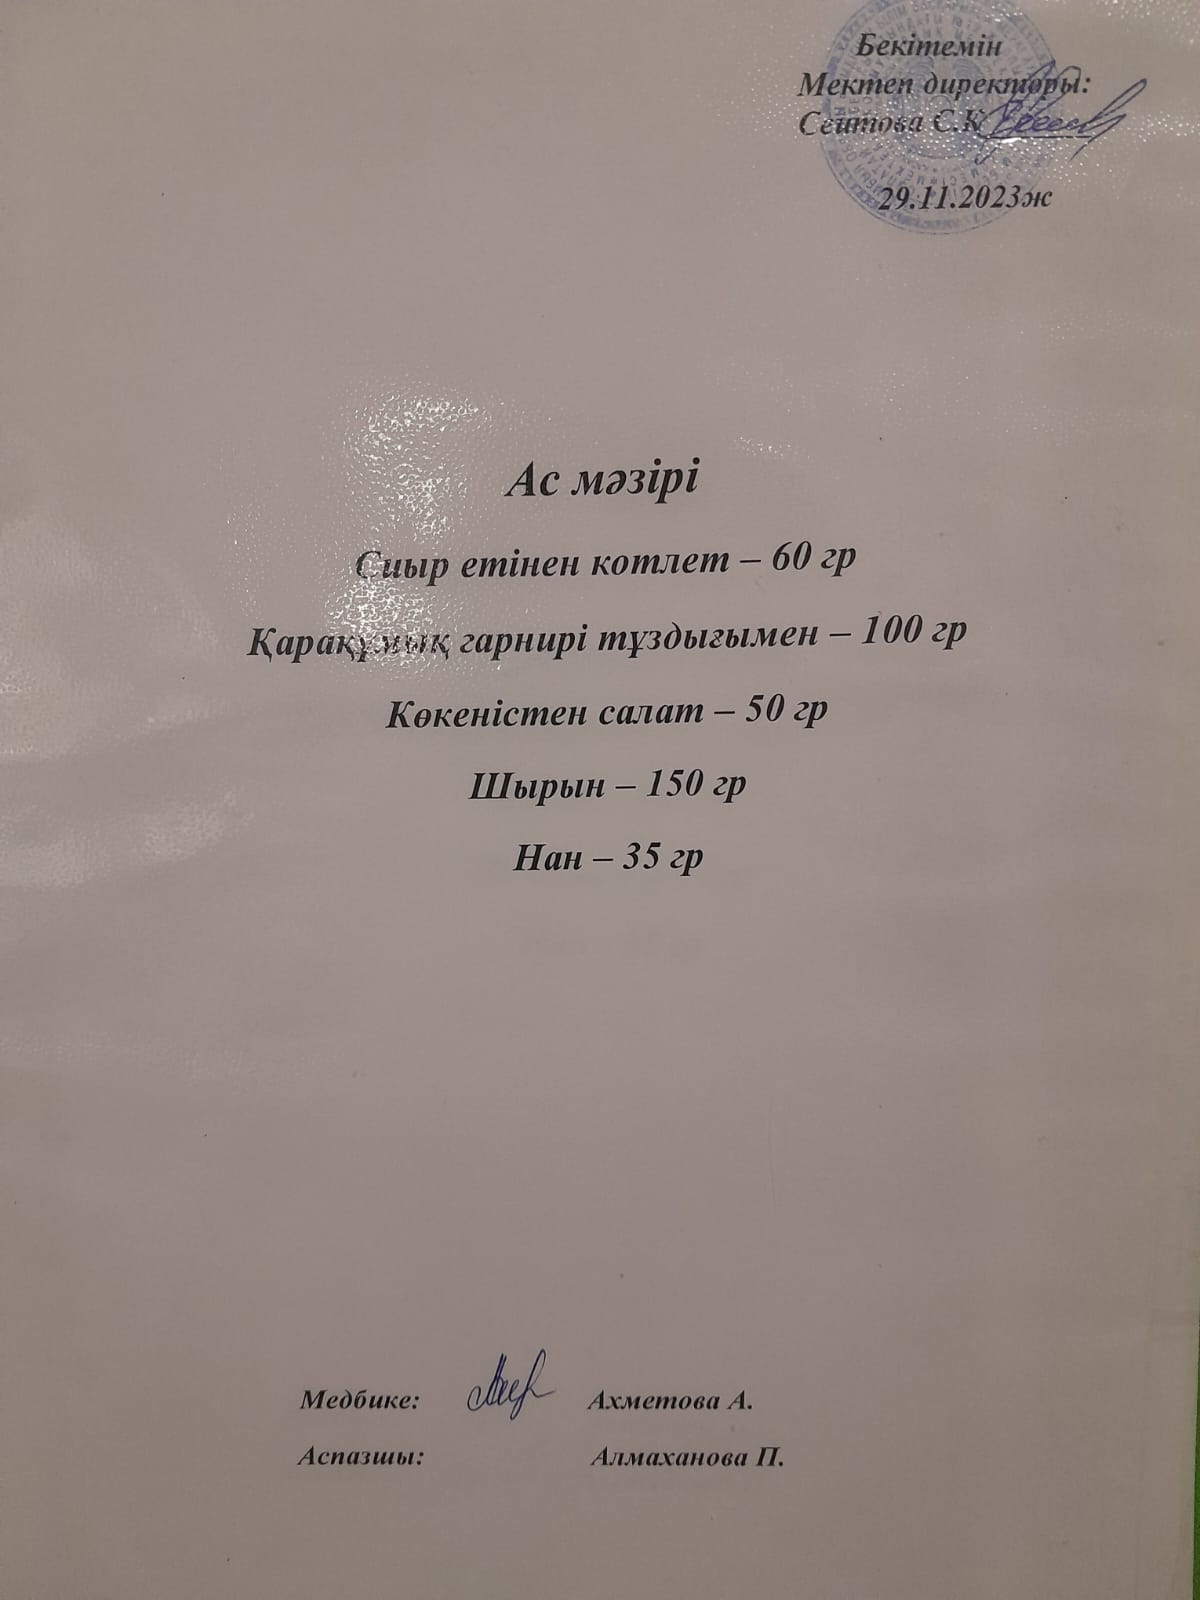 Бекітемін
Мектеп директоры:
Сеитова С.К
29.11.2023ж
Ас мәзірі
Сиыр етінен котлет – 60 гр
Қарақұмық гарнирі тұздығымен – 100 гр
Көкеністен салат – 50 гр
Шырын – 150 гр
Нан – 35 гр
Медбике: Ахметова А.
Аспазшы: Алмаханова П.